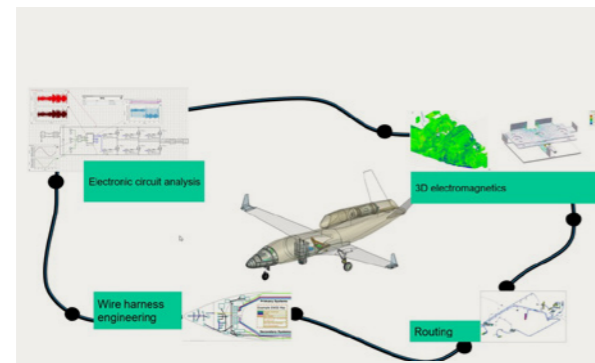 Electronic circuit analysis
3D electromagnetics
Wire harness
engineering
Routing